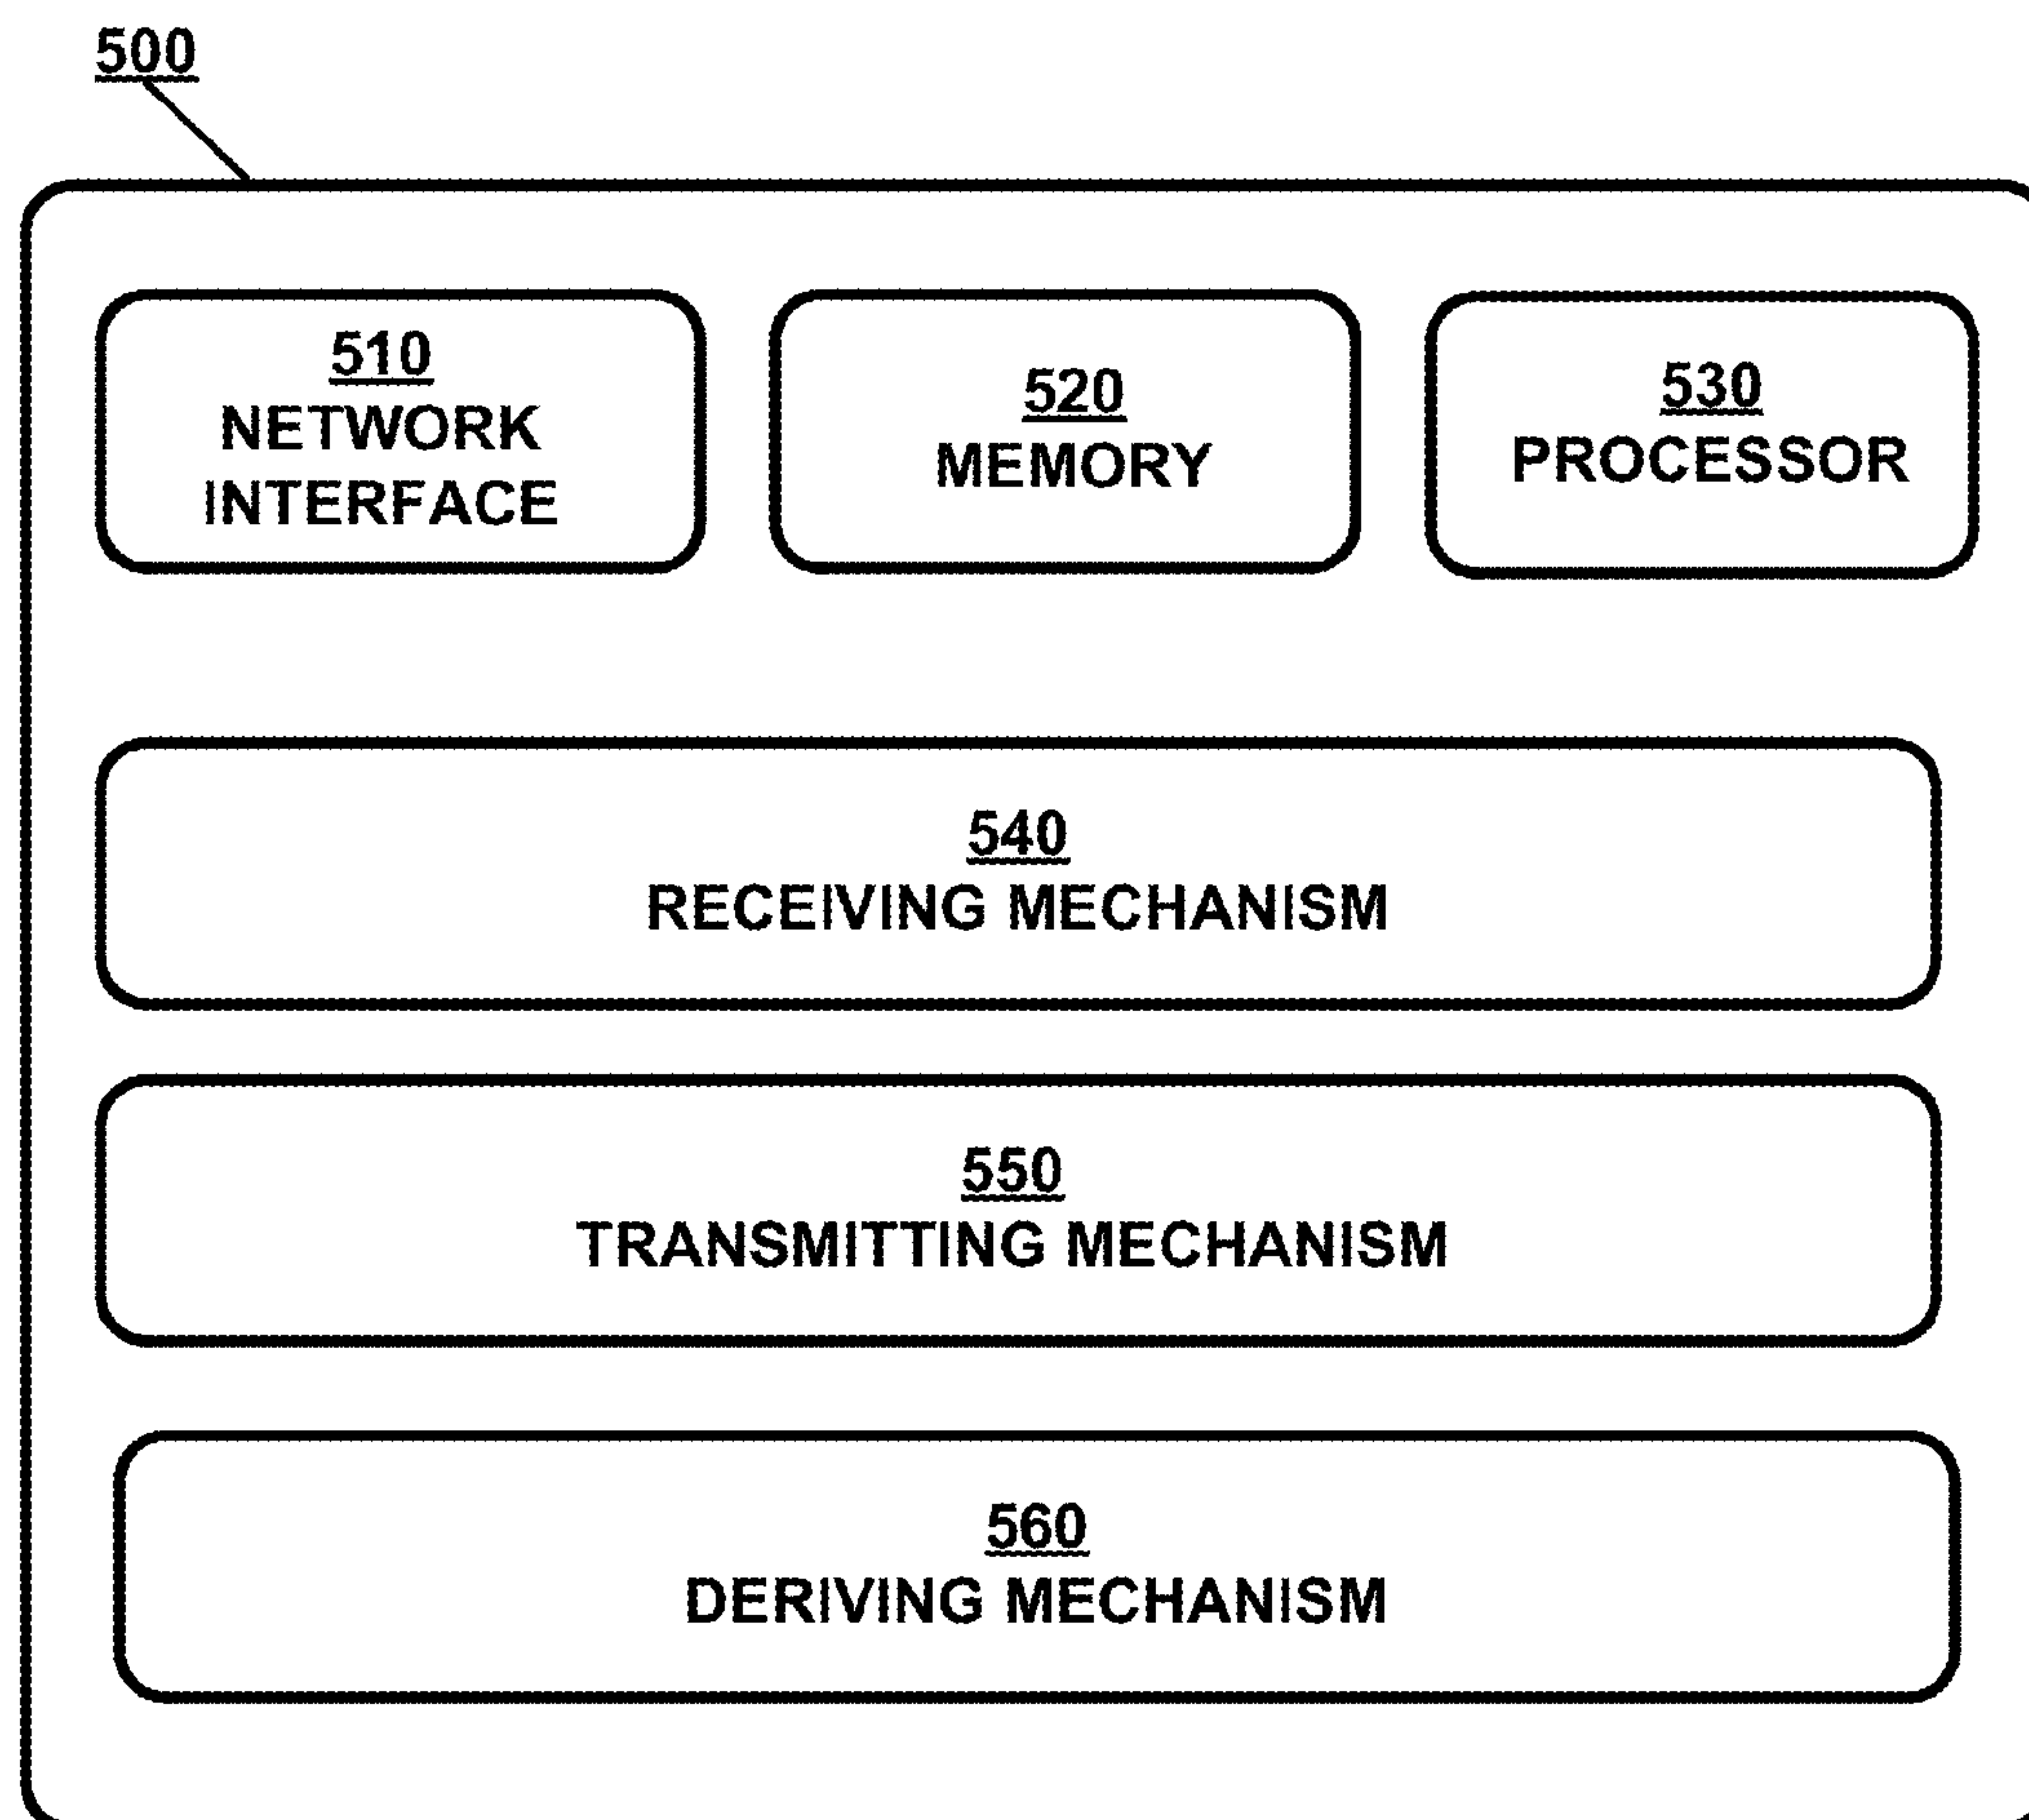 500
510
NETWORK
INTERFACE
520
MEMORY
530
PROCESSOR
540
RECEIVING MECHANISM
550
TRANSMITTING MECHANISM
560
DERIVING MECHANISM